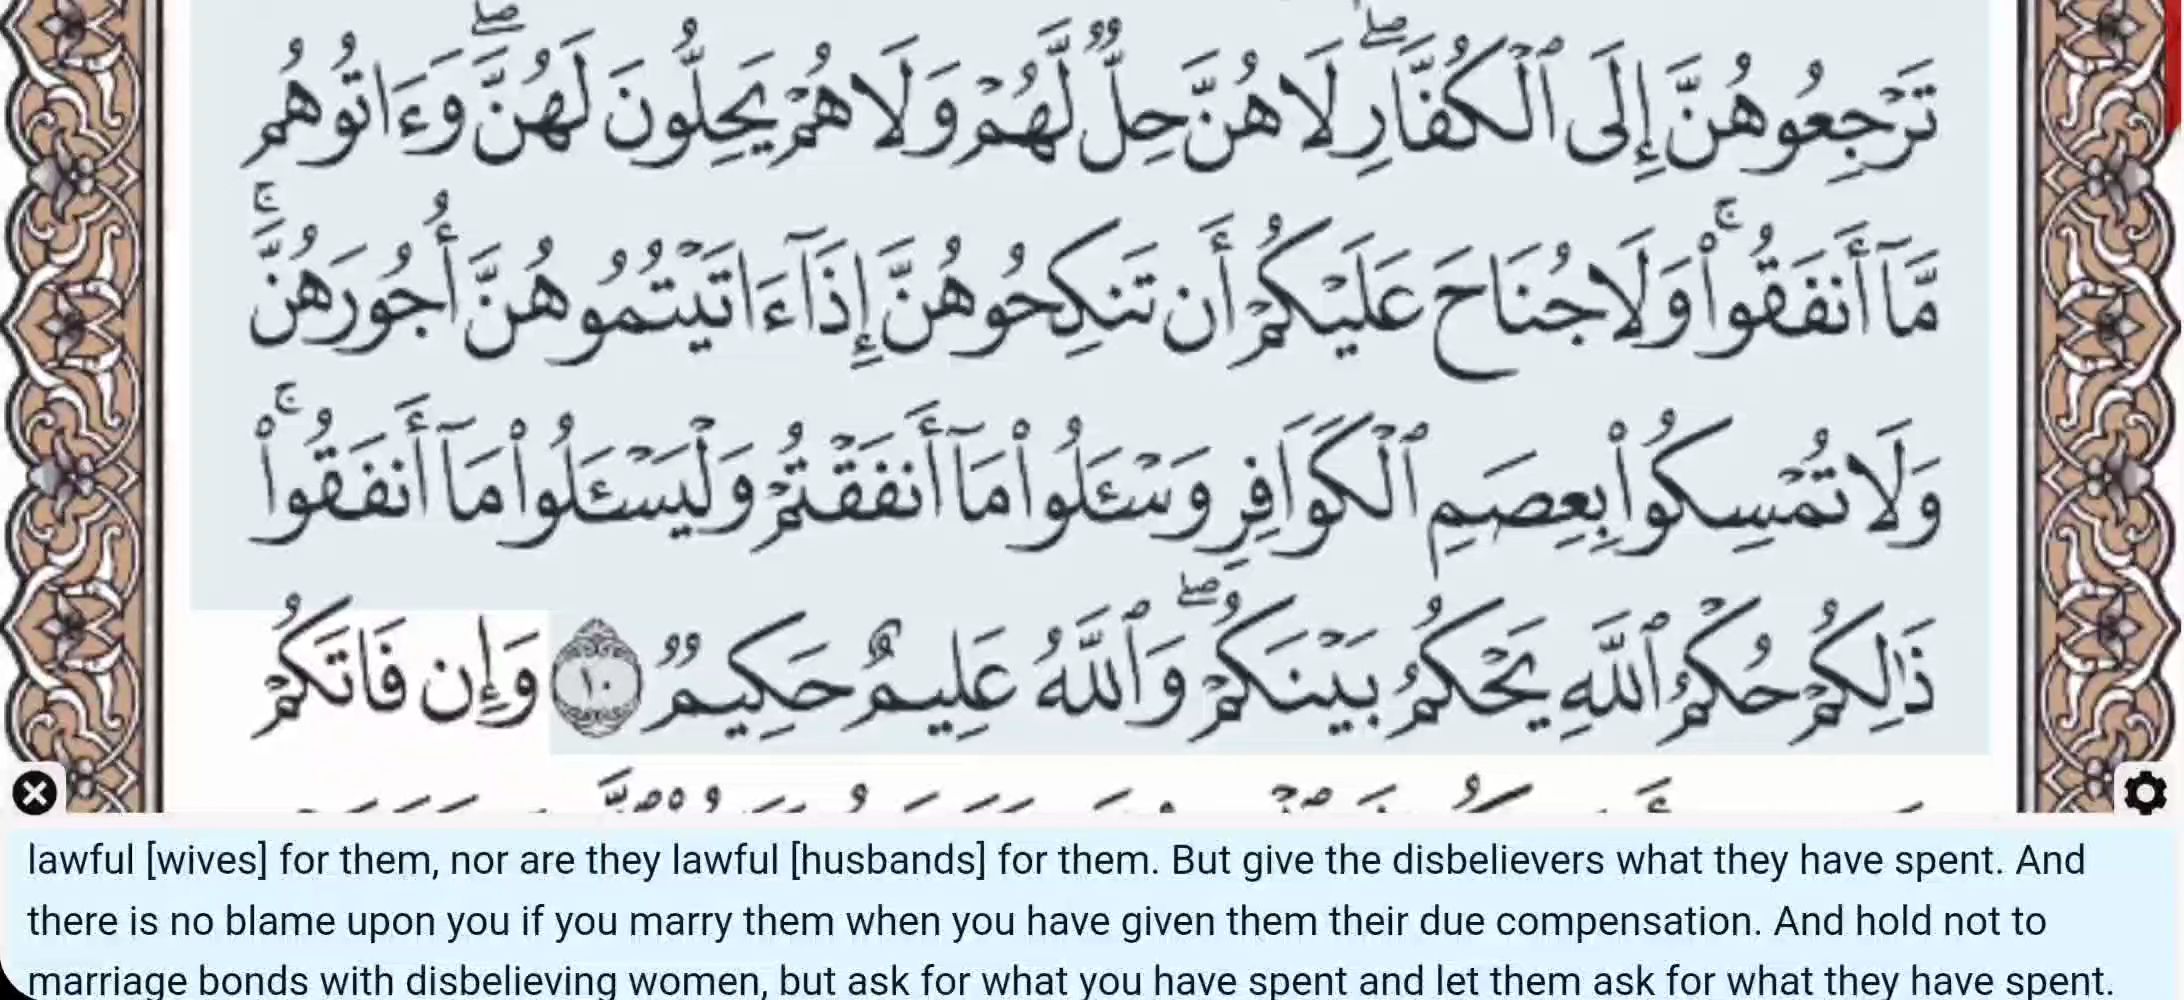 تَرْجِعُوهُنَّ إِلَى ٱلْكُفَّارِ ۖ لَا هُنَّ حِلٌّ لَّهُمْ وَلَا هُمْ يَحِلُّونَ لَهُنَّ ۖ وَءَاتُوهُم
مَّآ أَنفَقُوا۟ ۚ وَلَا جُنَاحَ عَلَيْكُمْ أَن تَنكِحُوهُنَّ إِذَآ ءَاتَيْتُمُوهُنَّ أُجُورَهُنَّ ۚ
وَلَا تُمْسِكُوا۟ بِعِصَمِ ٱلْكَوَافِرِ وَسْـَٔلُوا۟ مَآ أَنفَقْتُمْ وَلْيَسْـَٔلُوا۟ مَآ أَنفَقُوا۟ ۚ
ذَٰلِكُمْ حُكْمُ ٱللَّهِ يَحْكُمُ بَيْنَكُمْ ۖ وَٱللَّهُ عَلِيمٌ حَكِيمٌ ١٠ وَإِن فَاتَكُمْ
lawful [wives] for them, nor are they lawful [husbands] for them. But give the disbelievers what they have spent. And
there is no blame upon you if you marry them when you have given them their due compensation. And hold not to
marriage bonds with disbelieving women, but ask for what you have spent and let them ask for what they have spent.